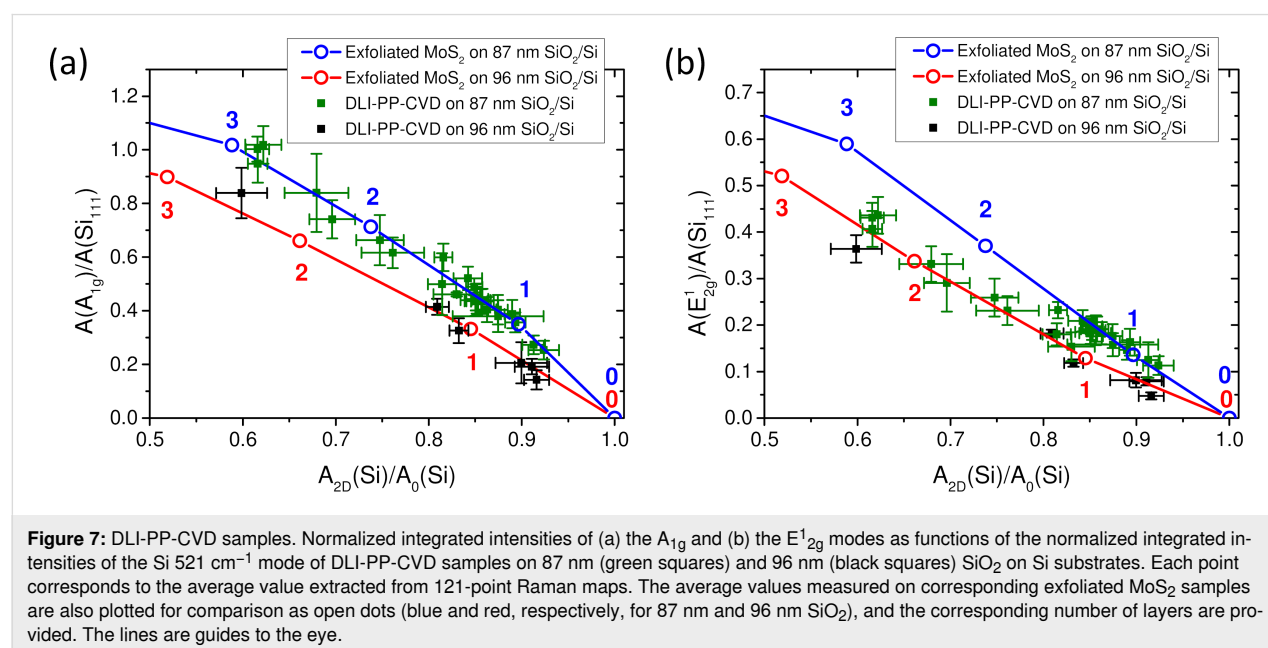 (a)
Exfoliated MoS₂ on 87 nm SiO₂/Si
Exfoliated MoS₂ on 96 nm SiO₂/Si
DLI-PP-CVD on 87 nm SiO₂/Si
DLI-PP-CVD on 96 nm SiO₂/Si
1.2
1.0
0.8
0.6
0.4
0.2
0.0
A(A₁g)/A(Si₁₁₁)
3
2
1
0
3
2
1
0
0.5 0.6 0.7 0.8 0.9 1.0
A₂D(Si)/A₀(Si)
(b)
Exfoliated MoS₂ on 87 nm SiO₂/Si
Exfoliated MoS₂ on 96 nm SiO₂/Si
DLI-PP-CVD on 87 nm SiO₂/Si
DLI-PP-CVD on 96 nm SiO₂/Si
0.7
0.6
0.5
0.4
0.3
0.2
0.1
0.0
A(E¹₂g)/A(Si₁₁₁)
3
2
1
0
3
2
1
0
0.5 0.6 0.7 0.8 0.9 1.0
A₂D(Si)/A₀(Si)
Figure 7: DLI-PP-CVD samples. Normalized integrated intensities of (a) the A₁g and (b) the E¹₂g modes as functions of the normalized integrated in-
tensities of the Si 521 cm⁻¹ mode of DLI-PP-CVD samples on 87 nm (green squares) and 96 nm (black squares) SiO₂ on Si substrates. Each point
corresponds to the average value extracted from 121-point Raman maps. The average values measured on corresponding exfoliated MoS₂ samples
are also plotted for comparison as open dots (blue and red, respectively, for 87 nm and 96 nm SiO₂), and the corresponding number of layers are pro-
vided. The lines are guides to the eye.